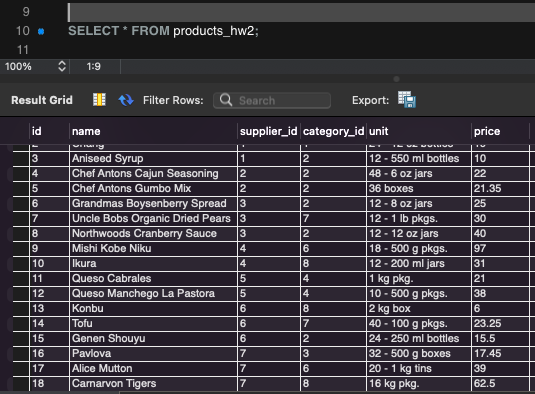 9
10 SELECT * FROM products_hw2;
11
100% 1:9
Result Grid Filter Rows: Search Export:
id name supplier_id category_id unit price
3 Aniseed Syrup 1 2 12 - 550 ml bottles 10
4 Chef Antons Cajun Seasoning 2 2 48 - 6 oz jars 22
5 Chef Antons Gumbo Mix 2 2 36 boxes 21.35
6 Grandmas Boysenberry Spread 3 2 12 - 8 oz jars 25
7 Uncle Bobs Organic Dried Pears 3 7 12 - 1 lb pkgs. 30
8 Northwoods Cranberry Sauce 3 2 12 - 12 oz jars 40
9 Mishi Kobe Niku 4 6 18 - 500 g pkgs. 97
10 Ikura 4 8 12 - 200 ml jars 31
11 Queso Cabrales 5 4 1 kg pkg. 21
12 Queso Manchego La Pastora 5 4 10 - 500 g pkgs. 38
13 Konbu 6 8 2 kg box 6
14 Tofu 6 7 40 - 100 g pkgs. 23.25
15 Genen Shouyu 6 2 24 - 250 ml bottles 15.5
16 Pavlova 7 3 32 - 500 g boxes 17.45
17 Alice Mutton 7 6 20 - 1 kg tins 39
18 Carnarvon Tigers 7 8 16 kg pkg. 62.5